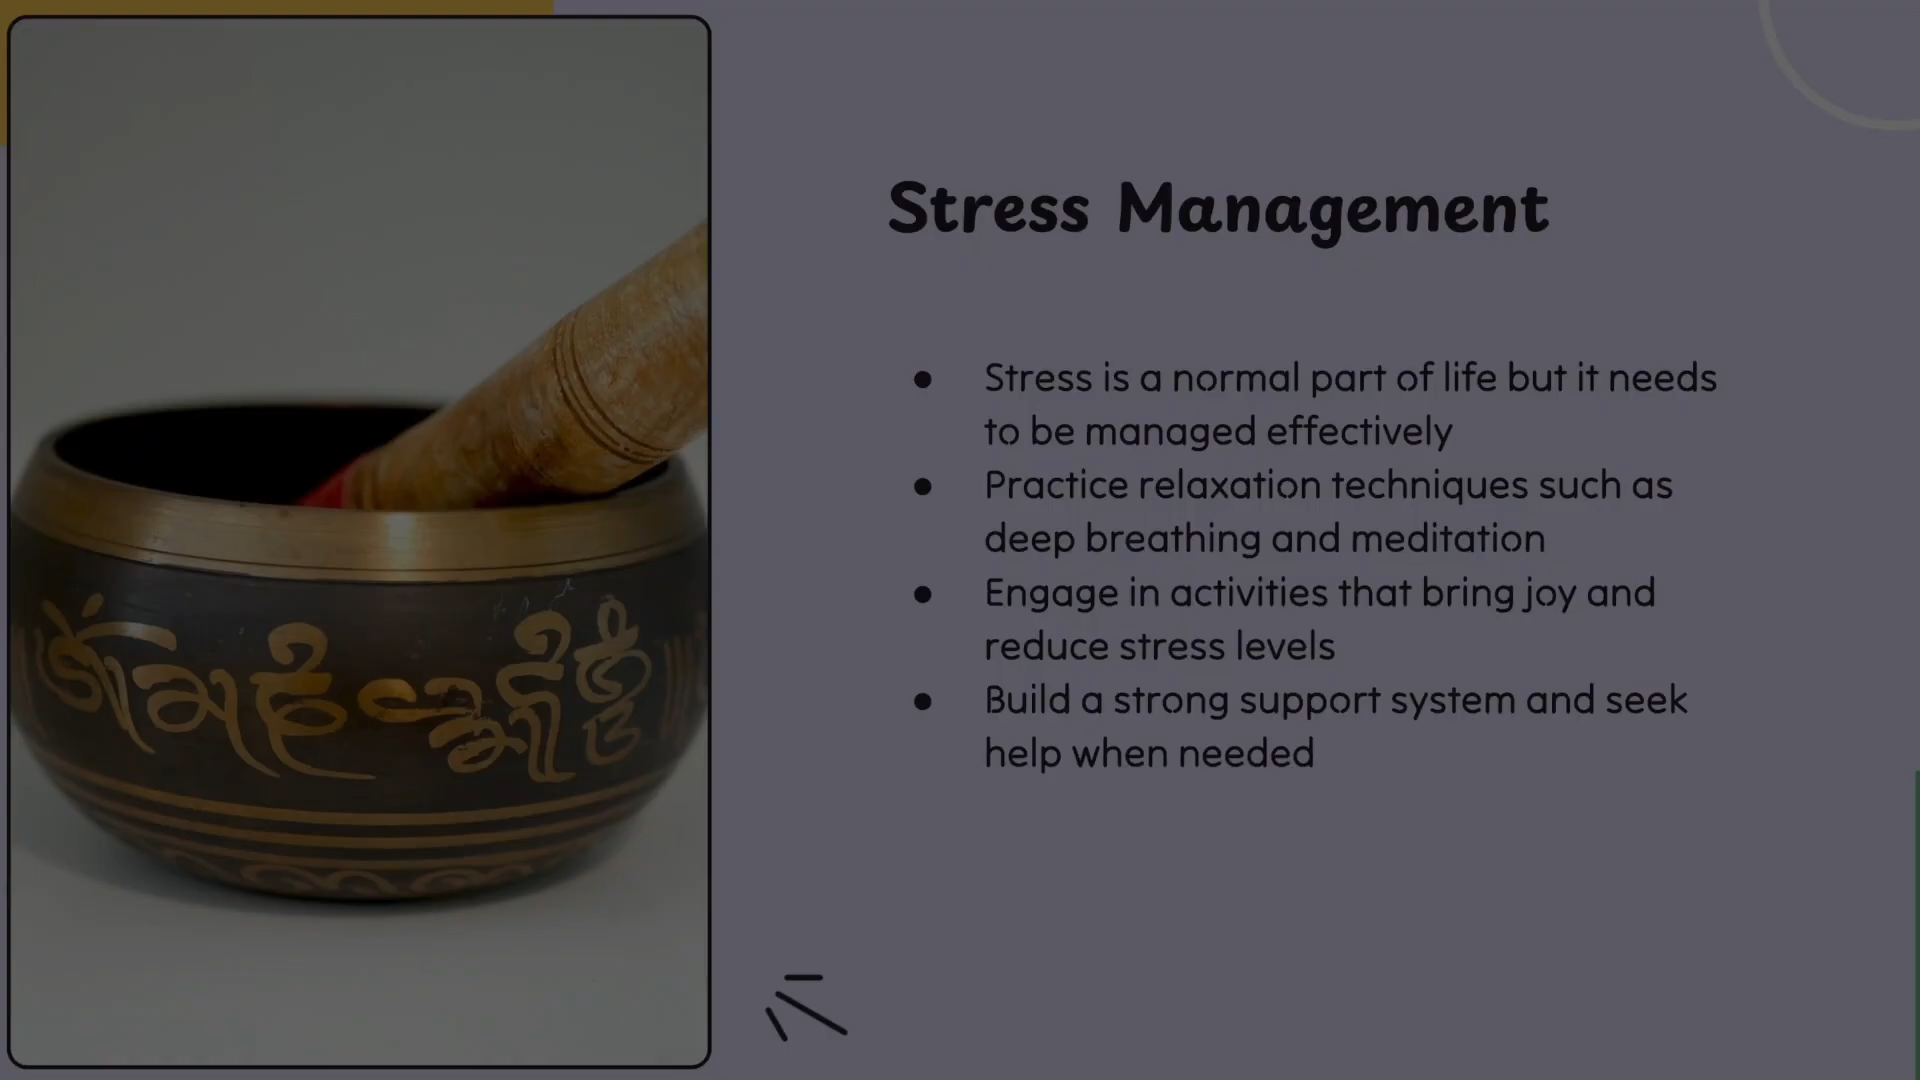 Stress Management
● Stress is a normal part of life but it needs
to be managed effectively
● Practice relaxation techniques such as
deep breathing and meditation
● Engage in activities that bring joy and
reduce stress levels
● Build a strong support system and seek
help when needed